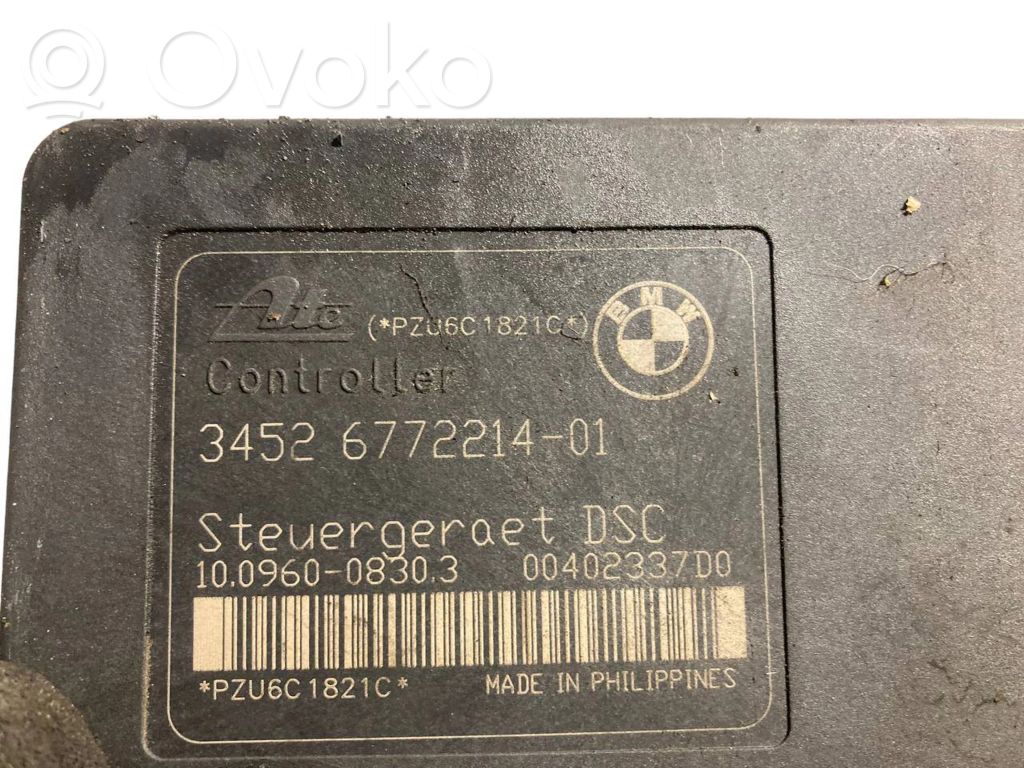 Ovoko
Ate (*PZU6C1821C*) BMW
Controller
3452 6772214-01
Steuergeraet DSC
10.0960-0830.3 00402337D0
*PZU6C1821C* MADE IN PHILIPPINES